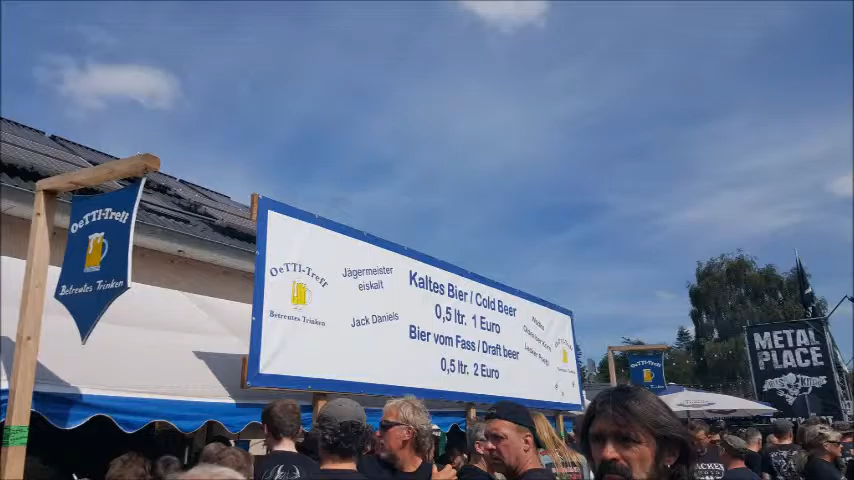 OeTTI-Treff
Betreutes Trinken
OeTTI-Treff
Betreutes Trinken
Jägermeister
eiskalt
Jack Daniels
Kaltes Bier / Cold Beer
0,5 ltr. 1 Euro
Bier vom Fass / Draft beer
0,5 ltr. 2 Euro
METAL
PLACE